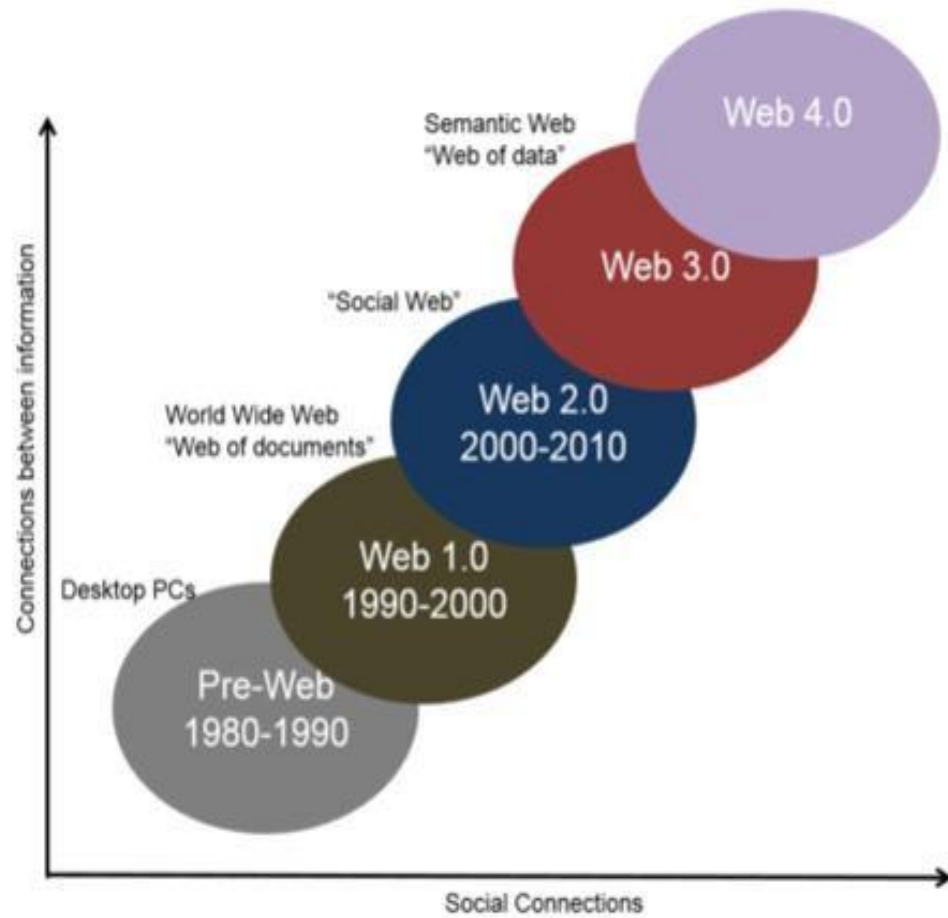 Web 4.0
Semantic Web
“Web of data”
Web 3.0
“Social Web”
Web 2.0
2000-2010
World Wide Web
“Web of documents”
Web 1.0
1990-2000
Desktop PCs
Pre-Web
1980-1990
Connections between information
Social Connections